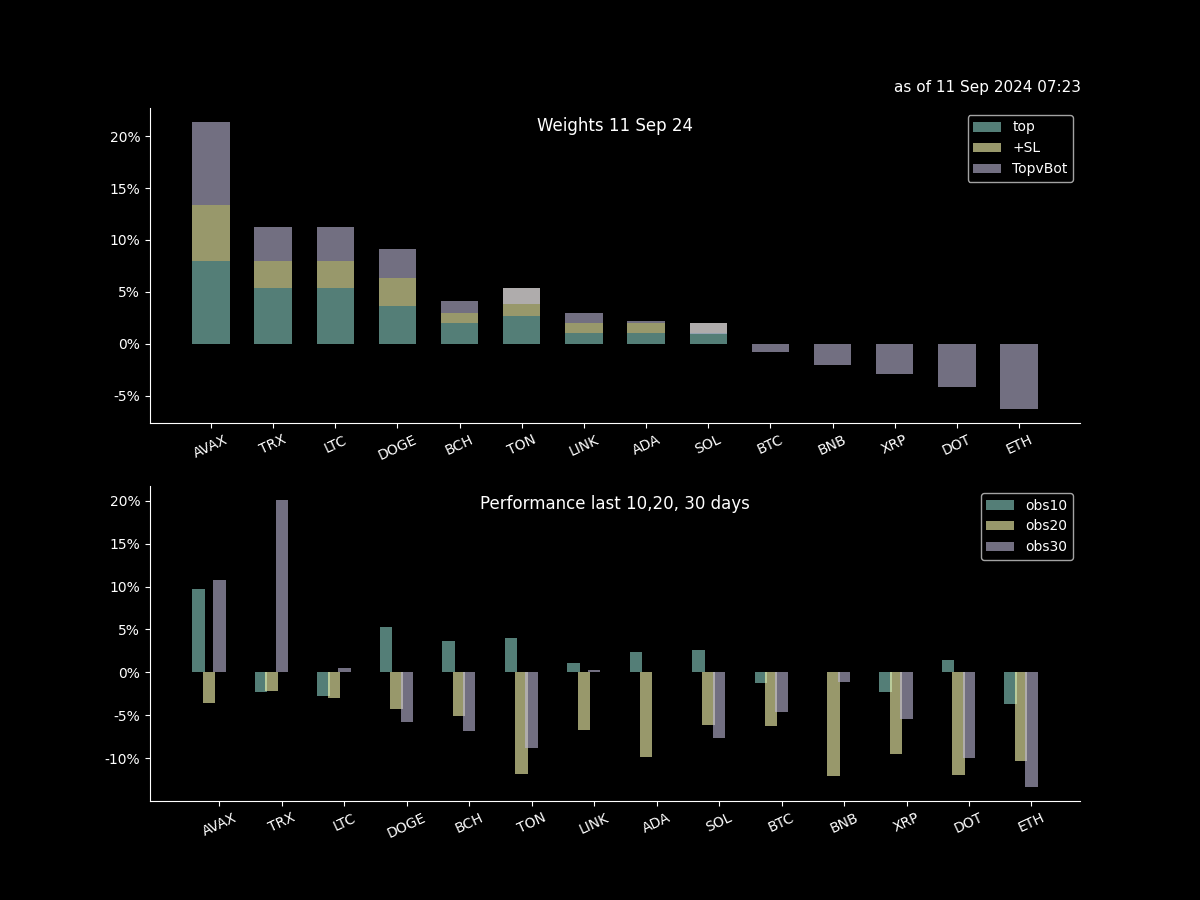 as of 11 Sep 2024 07:23
Weights 11 Sep 24
top
+SL
TopvBot
20%
15%
10%
5%
0%
-5%
AVAX TRX LTC DOGE BCH TON LINK ADA SOL BTC BNB XRP DOT ETH
Performance last 10,20, 30 days
obs10
obs20
obs30
20%
15%
10%
5%
0%
-5%
-10%
AVAX TRX LTC DOGE BCH TON LINK ADA SOL BTC BNB XRP DOT ETH